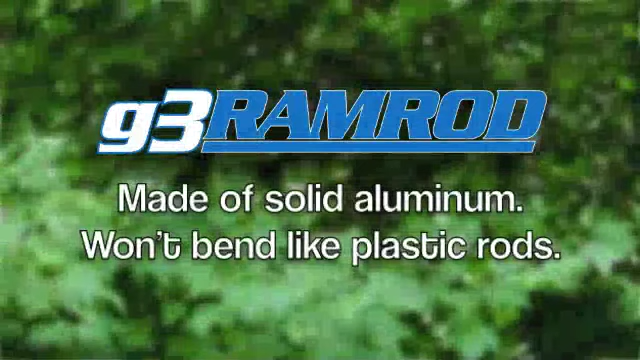 g3RAMROD
Made of solid aluminum.
Won't bend like plastic rods.